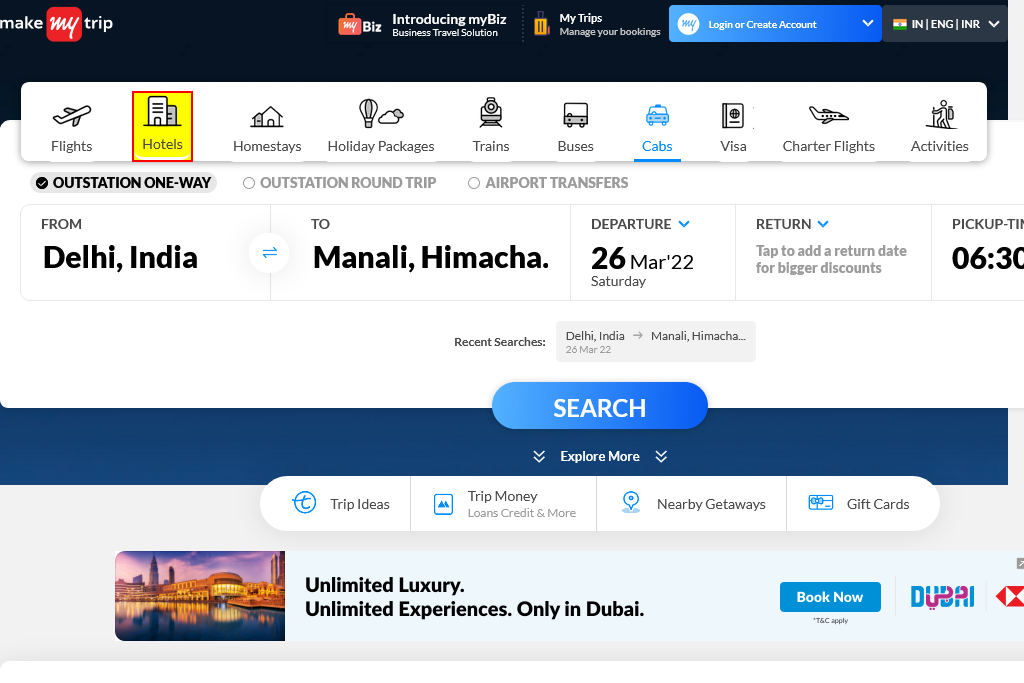 make my trip
my Biz
Introducing myBiz
Business Travel Solution
My Trips
Manage your bookings
my
Login or Create Account
IN | ENG | INR
Flights
Hotels
Homestays
Holiday Packages
Trains
Buses
Cabs
Visa
Charter Flights
Activities
OUTSTATION ONE-WAY
OUTSTATION ROUND TRIP
AIRPORT TRANSFERS
FROM
Delhi, India
TO
Manali, Himacha.
DEPARTURE
26 Mar'22
Saturday
RETURN
Tap to add a return date
for bigger discounts
PICKUP-TIM
06:30
Recent Searches:
Delhi, India
Manali, Himacha...
26 Mar 22
SEARCH
Explore More
Trip Ideas
Trip Money
Loans Credit & More
Nearby Getaways
Gift Cards
Unlimited Luxury.
Unlimited Experiences. Only in Dubai.
Book Now
*T&C apply
DUBAI